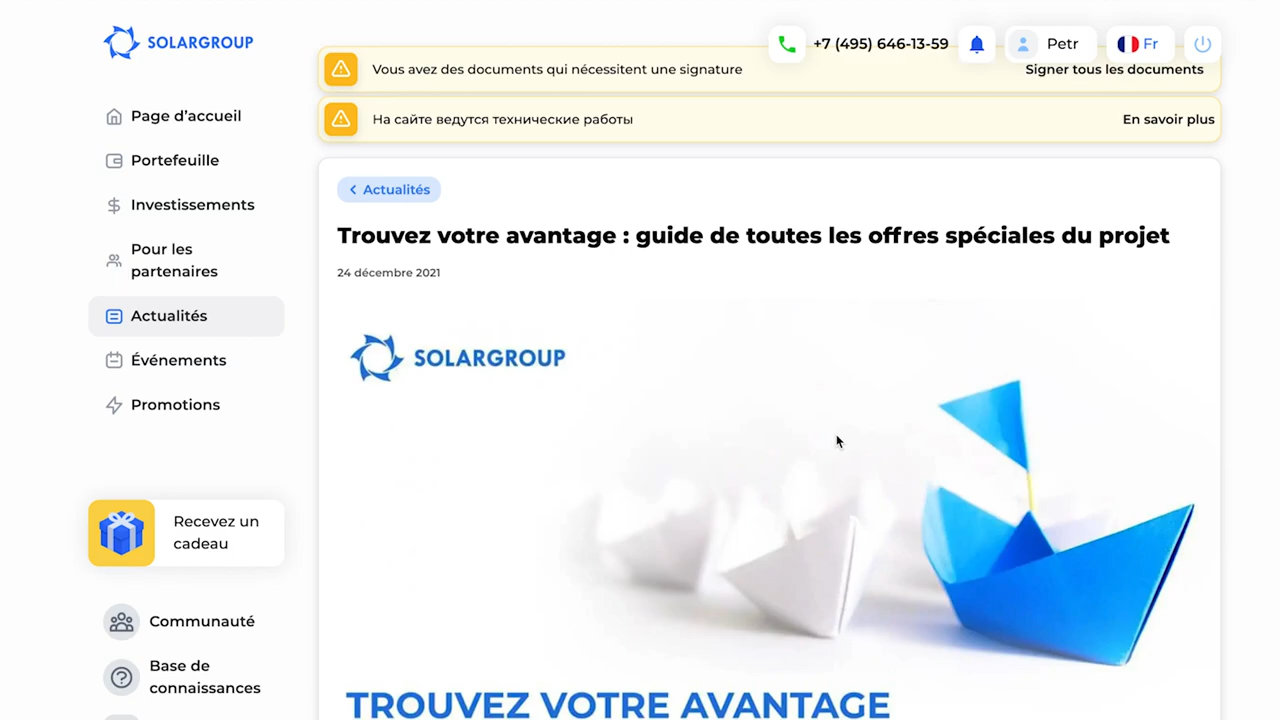 SOLARGROUP
+7 (495) 646-13-59
Petr
Fr
Vous avez des documents qui nécessitent une signature
Signer tous les documents
На сайте ведутся технические работы
En savoir plus
Page d’accueil
Portefeuille
Investissements
Pour les
partenaires
Actualités
Événements
Promotions
Recevez un
cadeau
Communauté
Base de
connaissances
Actualités
Trouvez votre avantage : guide de toutes les offres spéciales du projet
24 décembre 2021
SOLARGROUP
TROUVEZ VOTRE AVANTAGE